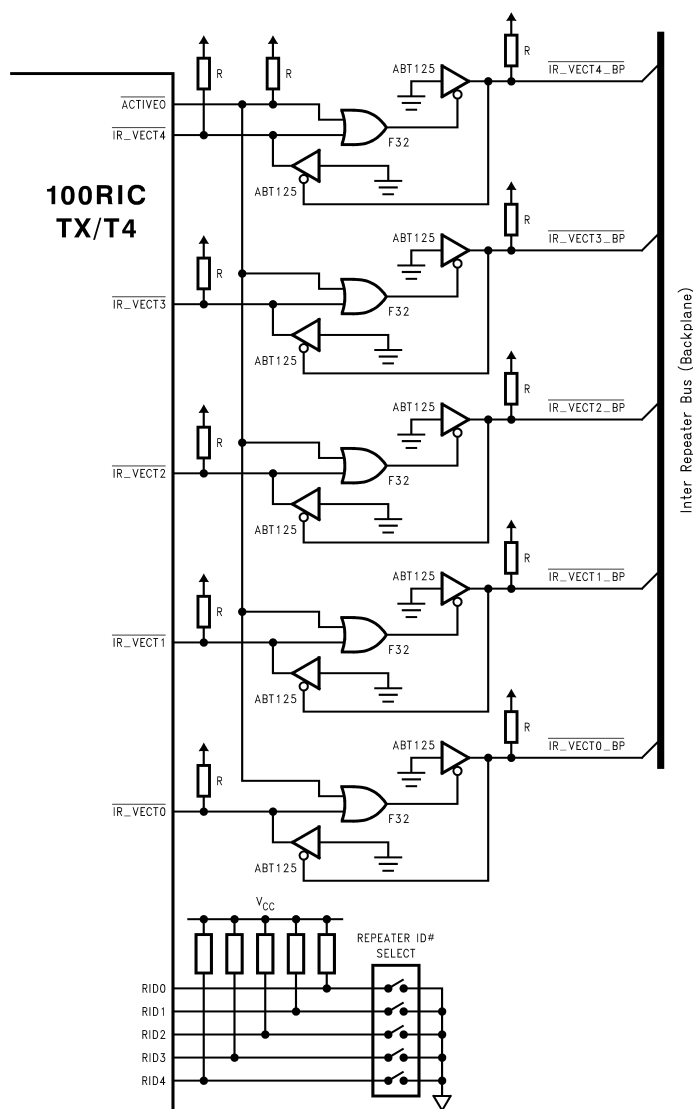 R
R
ABT125
R
IR_VECT4_BP
ACTIVE0
IR_VECT4
F32
ABT125
100RIC
TX/T4
R
ABT125
R
IR_VECT3_BP
IR_VECT3
F32
ABT125
Inter Repeater Bus (Backplane)
R
ABT125
R
IR_VECT2_BP
IR_VECT2
F32
ABT125
R
ABT125
R
IR_VECT1_BP
IR_VECT1
F32
ABT125
R
ABT125
R
IR_VECT0_BP
IR_VECT0
F32
ABT125
VCC
REPEATER ID#
SELECT
RID0
RID1
RID2
RID3
RID4